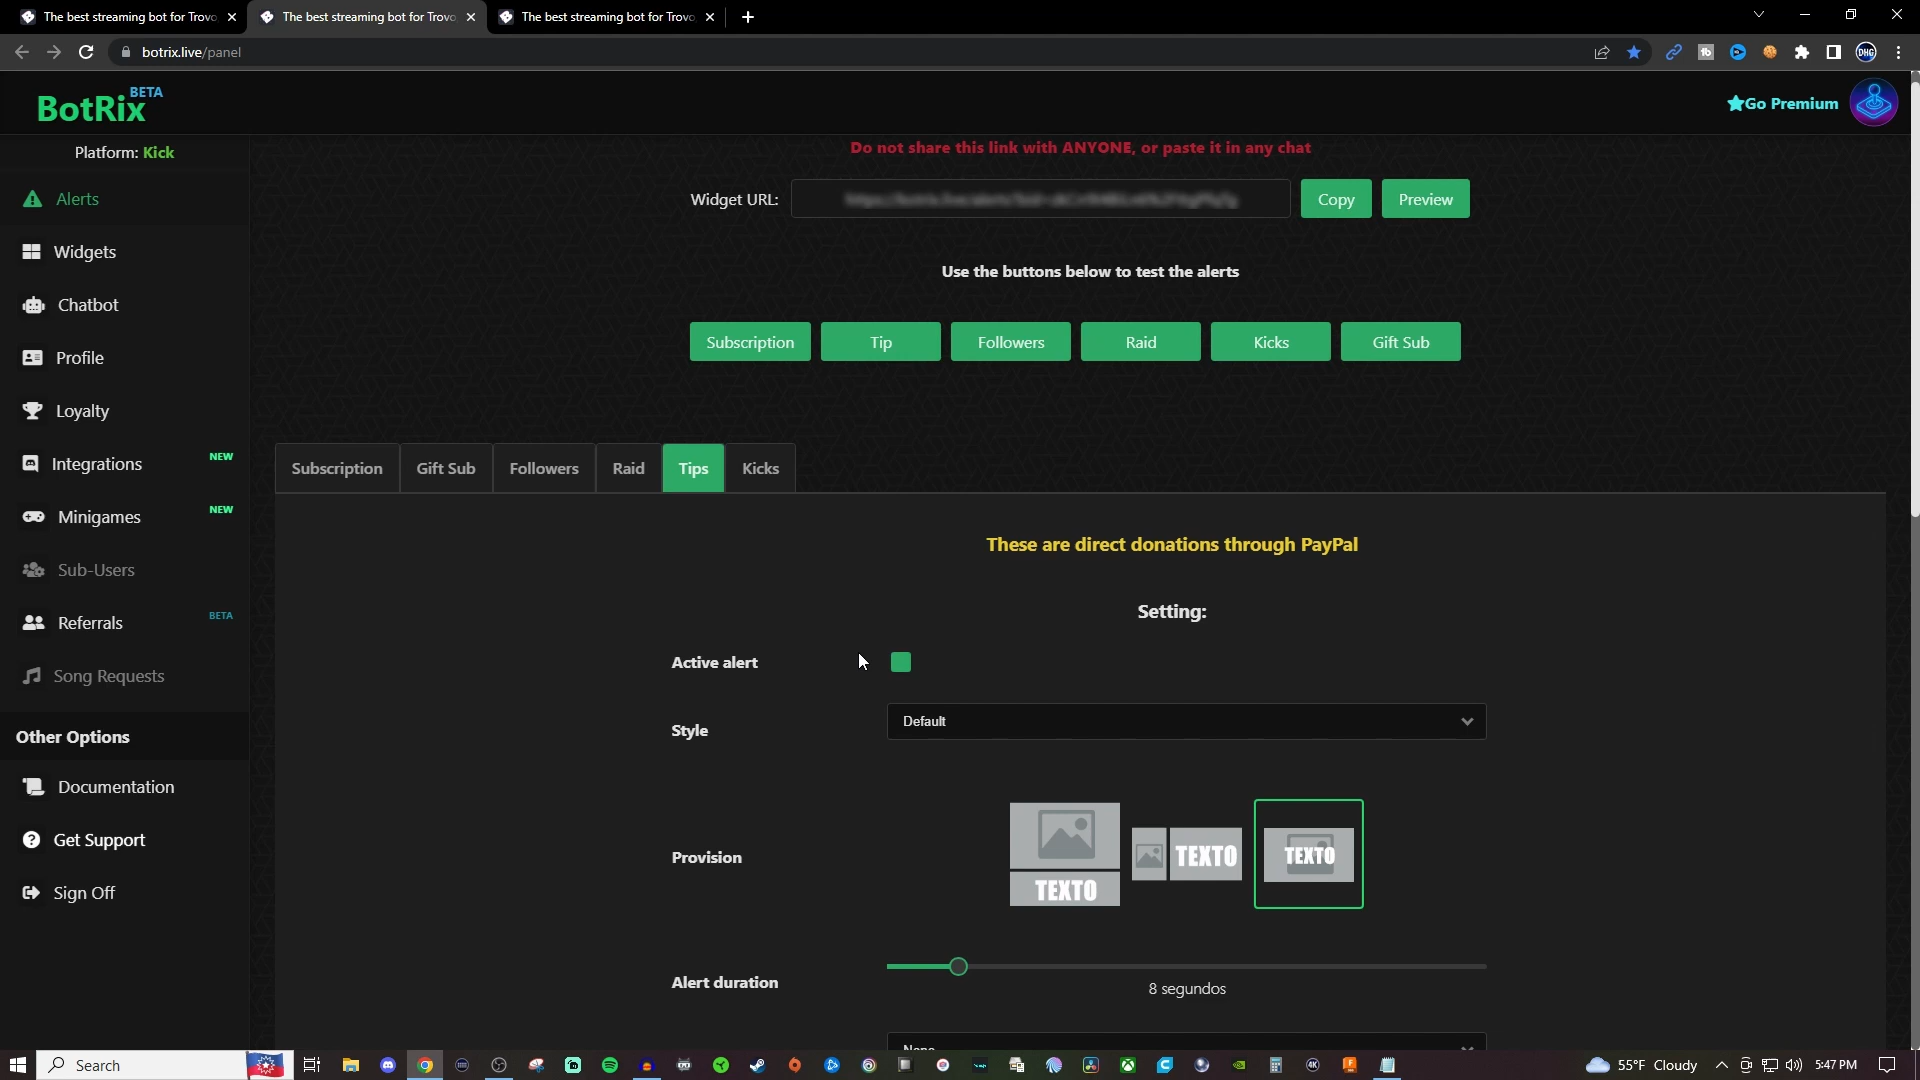 The best streaming bot for Trovo
The best streaming bot for Trovo
The best streaming bot for Trovo
botrix.live/panel
BotRix BETA
Go Premium
Platform: Kick
Alerts
Widgets
Chatbot
Profile
Loyalty
Integrations NEW
Minigames NEW
Sub-Users
Referrals BETA
Song Requests
Other Options
Documentation
Get Support
Sign Off
Do not share this link with ANYONE, or paste it in any chat
Widget URL:
Copy
Preview
Use the buttons below to test the alerts
Subscription
Tip
Followers
Raid
Kicks
Gift Sub
Subscription
Gift Sub
Followers
Raid
Tips
Kicks
These are direct donations through PayPal
Setting:
Active alert
Style
Default
Provision
TEXTO
TEXTO
TEXTO
Alert duration
8 segundos
None
Search
55°F Cloudy
5:47 PM